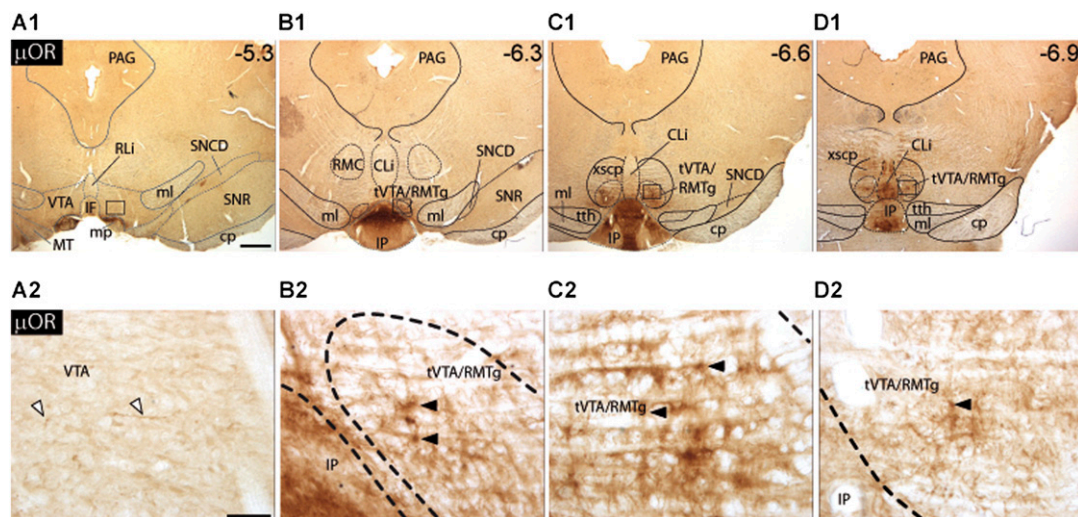 A1
B1
C1
D1
μOR
PAG
-5.3
RLi
SNCD
ml
VTA
IF
SNR
MT
mp
cp
PAG
-6.3
RMC
CLi
tVTA/RMTg
ml
ml
IP
cp
PAG
-6.6
CLi
xscp
tVTA/
RMTg
SNCD
ml
tth
IP
cp
PAG
-6.9
CLi
xscp
tVTA/RMTg
IP
tth
ml
cp
A2
B2
C2
D2
μOR
VTA
tVTA/RMTg
IP
tVTA/RMTg
tVTA/RMTg
IP